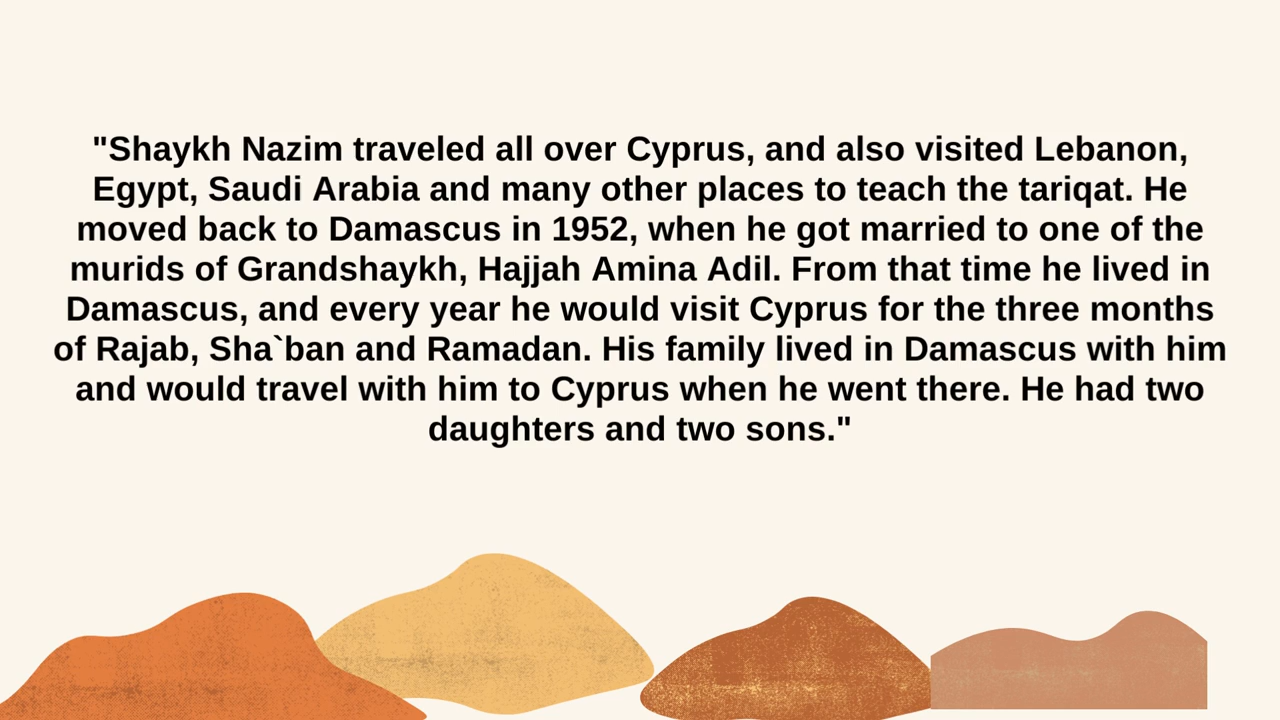 "Shaykh Nazim traveled all over Cyprus, and also visited Lebanon,
Egypt, Saudi Arabia and many other places to teach the tariqat. He
moved back to Damascus in 1952, when he got married to one of the
murids of Grandshaykh, Hajjah Amina Adil. From that time he lived in
Damascus, and every year he would visit Cyprus for the three months
of Rajab, Sha`ban and Ramadan. His family lived in Damascus with him
and would travel with him to Cyprus when he went there. He had two
daughters and two sons."